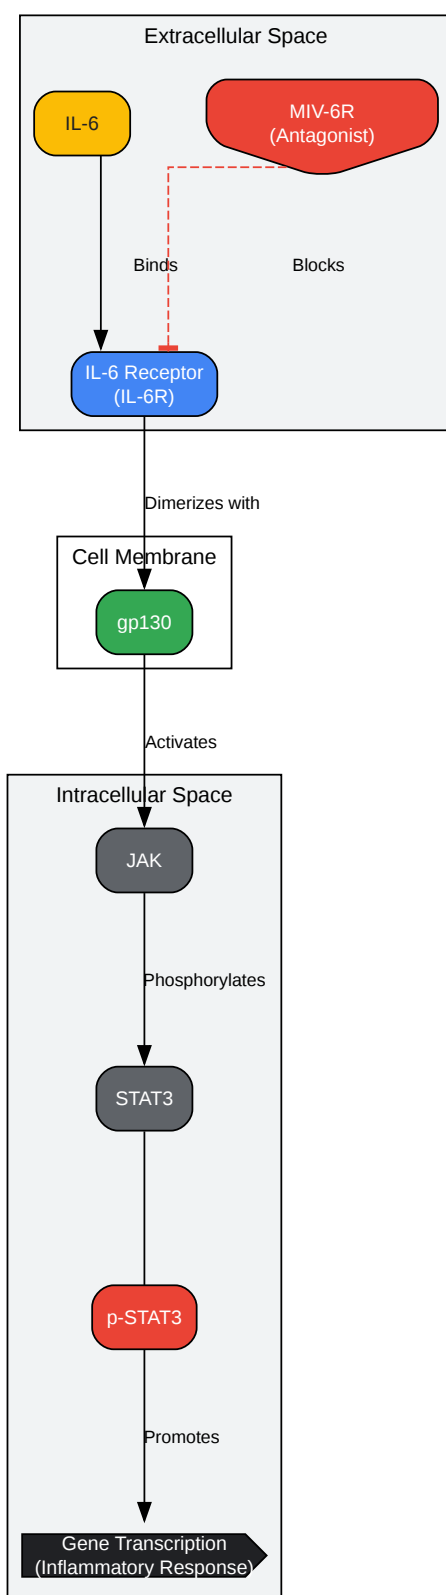 Extracellular Space
IL-6
MIV-6R
(Antagonist)
Binds
Blocks
IL-6 Receptor
(IL-6R)
Dimerizes with
Cell Membrane
gp130
Activates
Intracellular Space
JAK
Phosphorylates
STAT3
p-STAT3
Promotes
Gene Transcription
(Inflammatory Response)